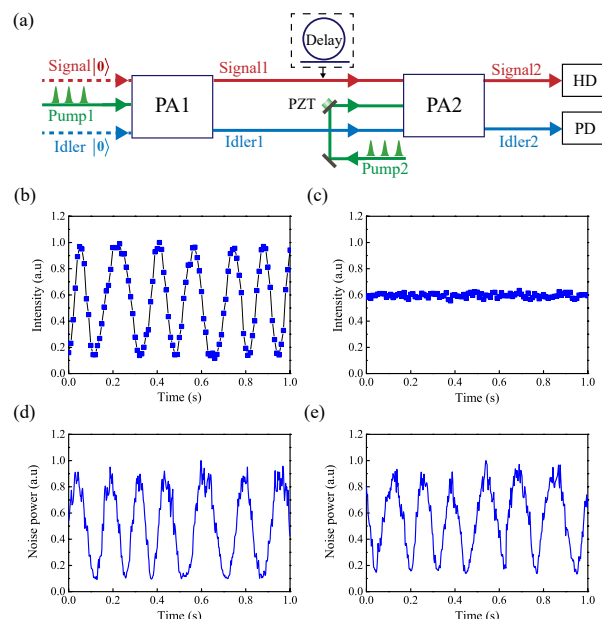 (a)
Delay
Signal |0⟩
Signal1
Signal2
HD
Pump1
PA1
PZT
PA2
Idler |0⟩
Idler1
Idler2
PD
Pump2
(b)
(c)
1.2
1.0
0.8
0.6
0.4
0.2
0.0
Intensity (a.u)
0.0 0.2 0.4 0.6 0.8 1.0
Time (s)
1.2
1.0
0.8
0.6
0.4
0.2
0.0
Intensity (a.u)
0.0 0.2 0.4 0.6 0.8 1.0
Time (s)
(d)
(e)
1.2
1.0
0.8
0.6
0.4
0.2
0.0
Noise power (a.u)
0.0 0.2 0.4 0.6 0.8 1.0
Time (s)
1.2
1.0
0.8
0.6
0.4
0.2
0.0
Noise power (a.u)
0.0 0.2 0.4 0.6 0.8 1.0
Time (s)